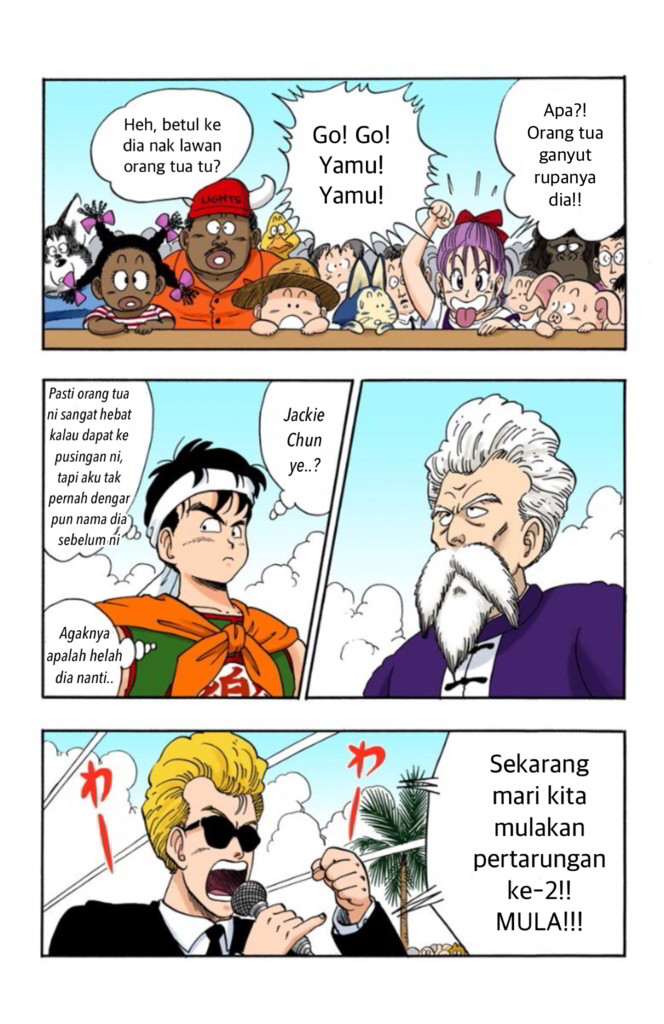 Heh, betul ke
dia nak lawan
orang tua tu?
Go! Go!
Yamu!
Yamu!
Apa?!
Orang tua
ganyut
rupanya
dia!!
LIGHTS
Pasti orang tua
ni sangat hebat
kalau dapat ke
pusingan ni,
tapi aku tak
pernah dengar
pun nama dia
sebelum ni
Jackie
Chun
ye..?
Agaknya
apalah helah
dia nanti..
わー
わー
Sekarang
mari kita
mulakan
pertarungan
ke-2!!
MULA!!!